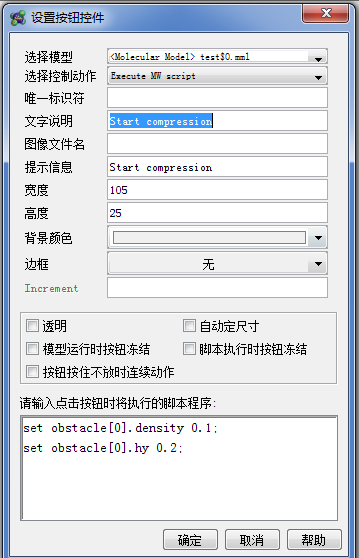 设置按钮控件
选择模型 <Molecular Model> test$0.mml
选择控制动作 Execute MW script
唯一标识符
文字说明 Start compression
图像文件名
提示信息 Start compression
宽度 105
高度 25
背景颜色
边框 无
Increment
透明 自动定尺寸
模型运行时按钮冻结 脚本执行时按钮冻结
按钮按住不放时连续动作
请输入点击按钮时将执行的脚本程序:
set obstacle[0].density 0.1;
set obstacle[0].hy 0.2;
确定 取消 帮助